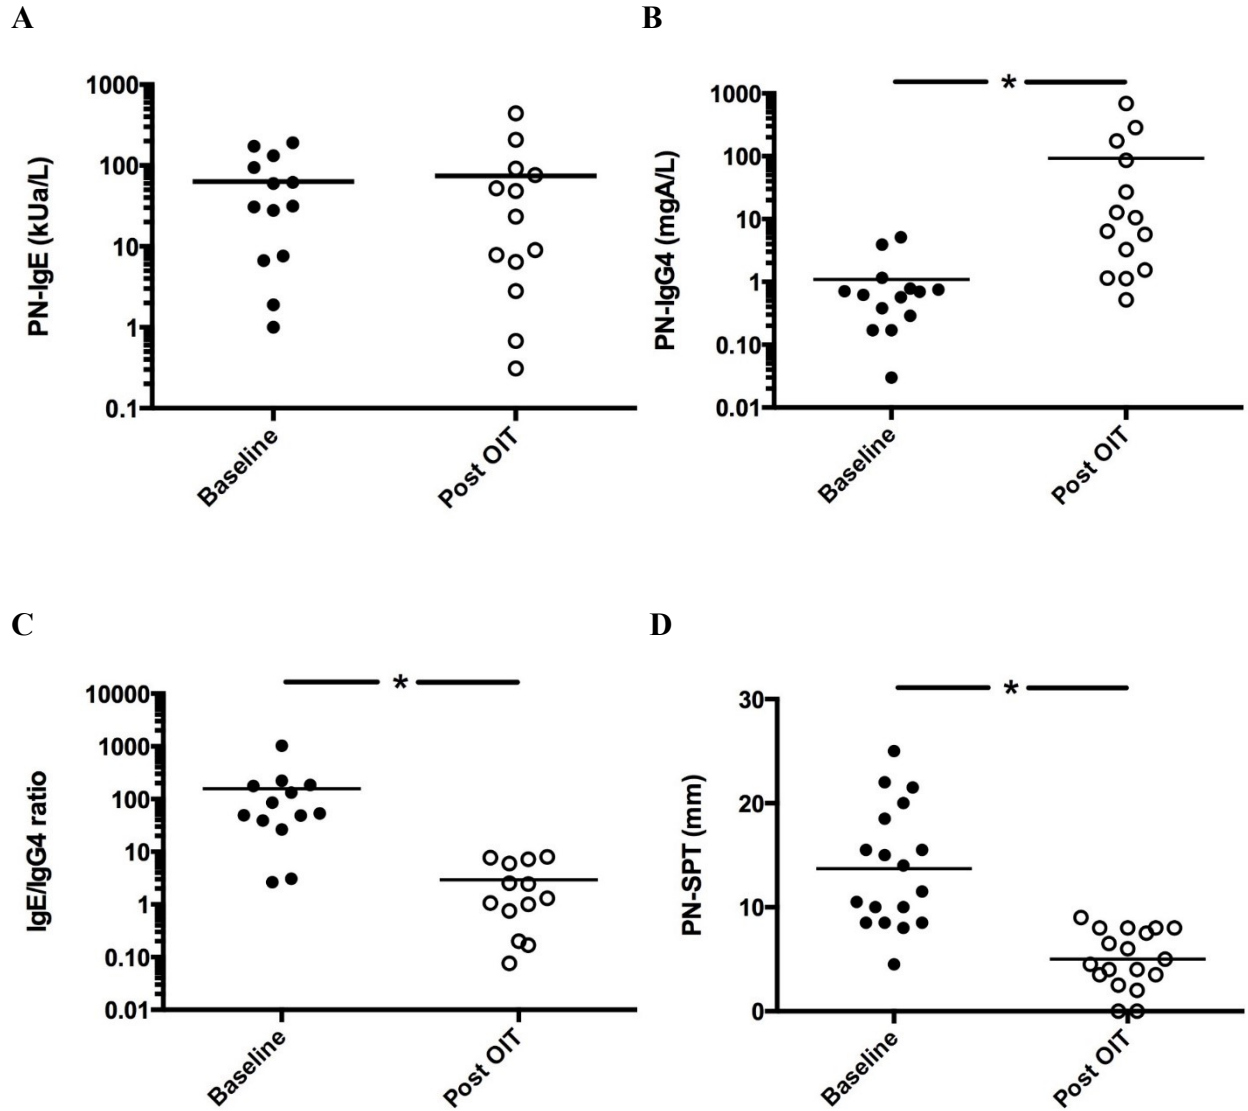 A
PN-IgE (kUa/L)
1000
100
10
1
0.1
Baseline
Post OIT
B
*
PN-IgG4 (mgA/L)
1000
100
10
1
0.10
0.01
Baseline
Post OIT
C
*
IgE/IgG4 ratio
10000
1000
100
10
1
0.10
0.01
Baseline
Post OIT
D
*
PN-SPT (mm)
30
20
10
0
Baseline
Post OIT